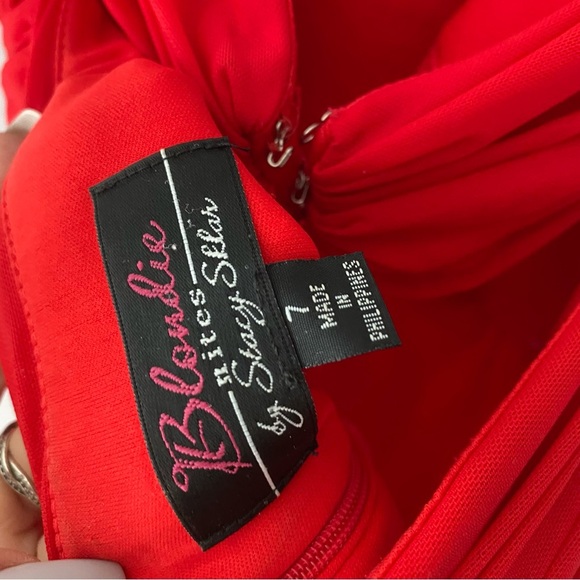 Blondie
nites
by Stacy Sklar
7
MADE
IN
PHILIPPINES